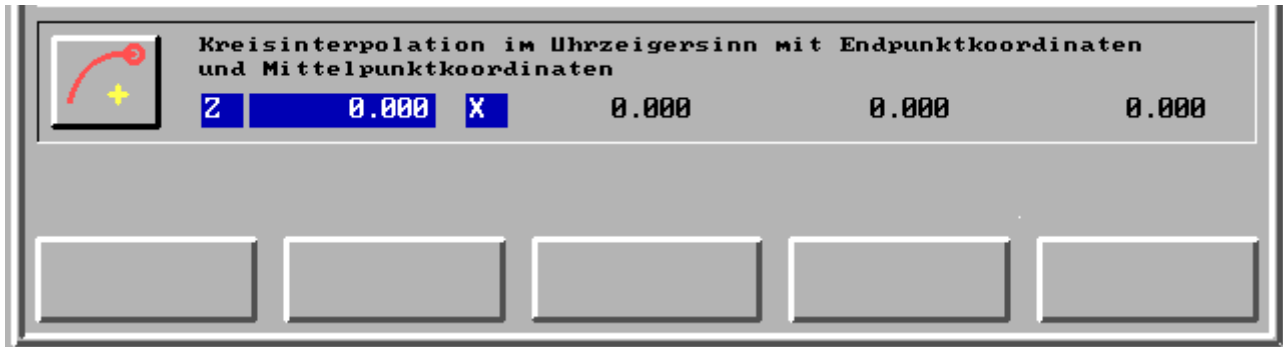 Kreisinterpolation im Uhrzeigersinn mit Endpunktkoordinaten
und Mittelpunktkoordinaten
Z 0.000 X 0.000 0.000 0.000